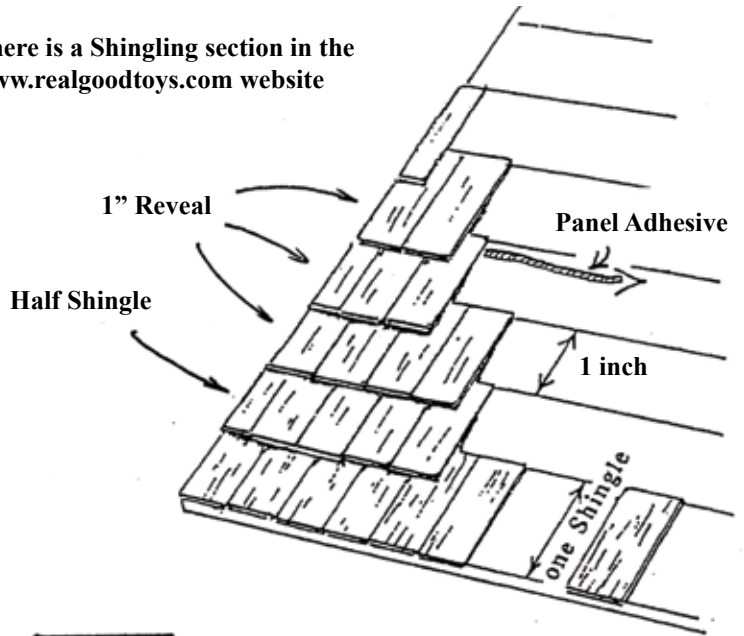 here is a Shingling section in the
ww.realgoodtoys.com website
1” Reveal
Panel Adhesive
Half Shingle
1 inch
one Shingle